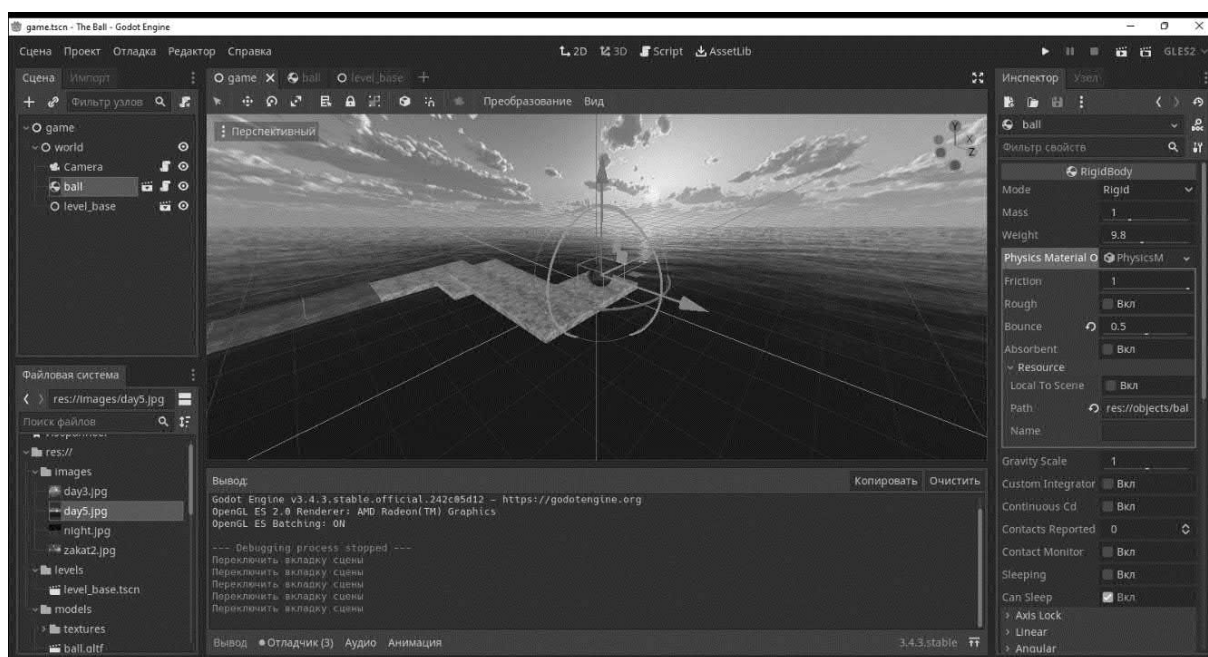 game.tscn - The Ball - Godot Engine
Сцена Проект Отладка Редактор Справка
2D 3D Script AssetLib
GLES2
Сцена Импорт
Фильтр узлов
game
world
Camera
ball
level_base
Файловая система
res://images/day5.jpg
Поиск файлов
res://
images
day3.jpg
day5.jpg
night.jpg
zakat2.jpg
levels
level_base.tscn
models
textures
ball.gltf
game ball level_base
Преобразование Вид
Перспективный
Y
X
Z
Вывод:
Копировать Очистить
Godot Engine v3.4.3.stable.official.242c05d12 - https://godotengine.org
OpenGL ES 2.0 Renderer: AMD Radeon(TM) Graphics
OpenGL ES Batching: ON
--- Debugging process stopped ---
Переключить вкладку сцены
Переключить вкладку сцены
Переключить вкладку сцены
Переключить вкладку сцены
Переключить вкладку сцены
Вывод Отладчик (3) Аудио Анимация
3.4.3.stable
Инспектор Узел
ball
Фильтр свойств
RigidBody
Mode Rigid
Mass 1
Weight 9.8
Physics Material O PhysicsM
Friction 1
Rough Вкл
Bounce 0.5
Absorbent Вкл
Resource
Local To Scene Вкл
Path res://objects/bal
Name
Gravity Scale 1
Custom Integrator Вкл
Continuous Cd Вкл
Contacts Reported 0
Contact Monitor Вкл
Sleeping Вкл
Can Sleep Вкл
Axis Lock
Linear
Angular